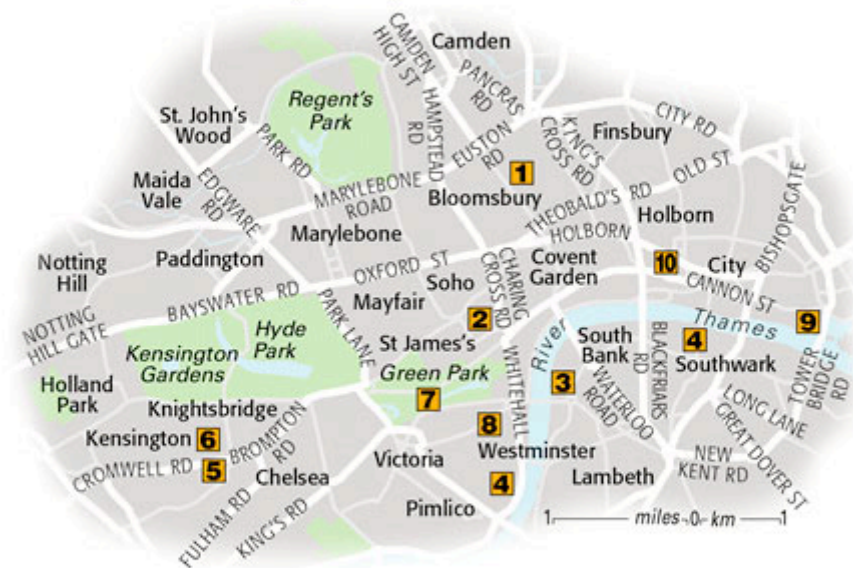 Camden
CAMDEN
HIGH ST
PANCRAS
RD
HAMPSTEAD
RD
Regent's
Park
St. John's
Wood
PARK RD
EUSTON
RD
KING'S
CROSS RD
Finsbury
CITY RD
OLD ST
Maida
Vale
EDGWARE
RD
MARYLEBONE
ROAD
1
Bloomsbury
THEOBALD'S RD
Holborn
HOLBORN
BISHOPSGATE
Marylebone
Paddington
Notting
Hill
OXFORD ST
Soho
CHARING
CROSS RD
Covent
Garden
10
City
CANNON ST
BAYSWATER RD
Mayfair
PARK LANE
NOTTING
HILL GATE
Hyde
Park
Kensington
Gardens
2
St James's
Green Park
WHITEHALL
River
Thames
South
Bank
BLACKFRIARS
RD
4
Southwark
9
TOWER
BRIDGE
RD
Holland
Park
Knightsbridge
7
3
WATERLOO
ROAD
LONG LANE
GREAT DOVER ST
Kensington
6
BROMPTON
RD
CROMWELL RD
5
Chelsea
FULHAM RD
KING'S RD
Victoria
8
Westminster
4
Pimlico
Lambeth
NEW
KENT RD
1 miles 0 km 1